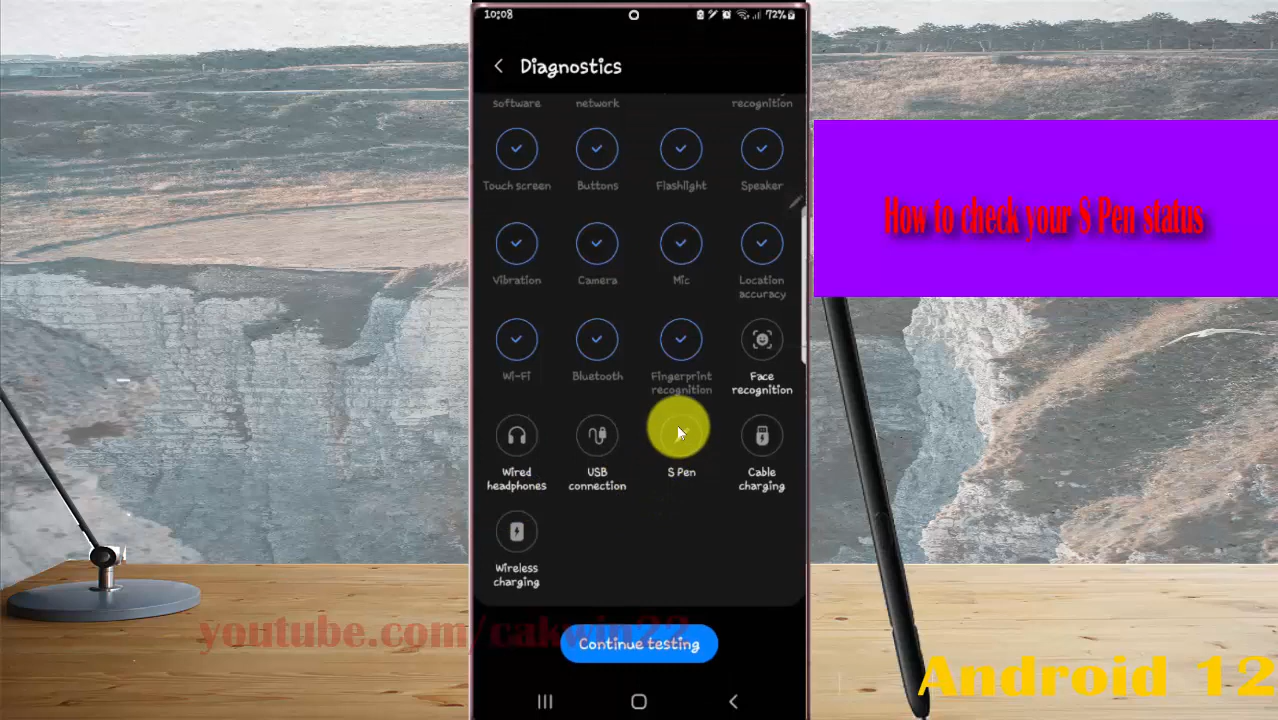 10:08
72%
Diagnostics
software network recognition
Touch screen Buttons Flashlight Speaker
Vibration Camera Mic Location accuracy
Wi-Fi Bluetooth Fingerprint recognition Face recognition
Wired headphones USB connection S Pen Cable charging
Wireless charging
Continue testing
How to check your S Pen status
youtube.com/cakwin22
Android 12